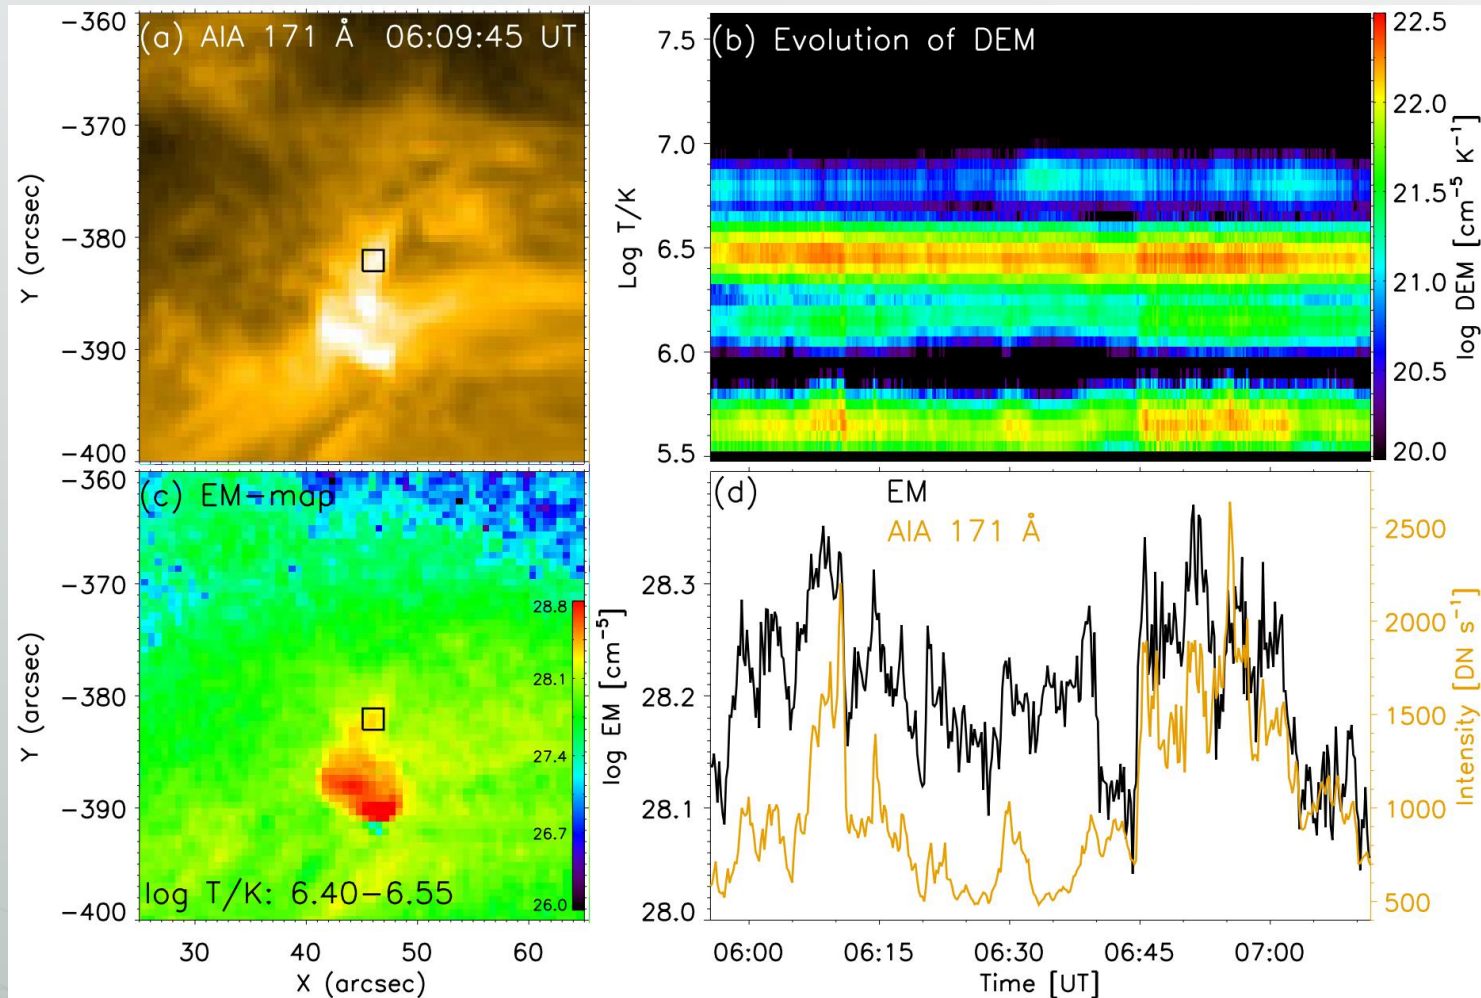 (a) AIA 171 Å 06:09:45 UT
−360
−370
−380
−390
−400
Y (arcsec)
(b) Evolution of DEM
7.5
7.0
6.5
6.0
5.5
Log T/K
22.5
22.0
21.5
21.0
20.5
20.0
log DEM [cm⁻⁵ K⁻¹]
(c) EM−map
−360
−370
−380
−390
−400
Y (arcsec)
log T/K: 6.40−6.55
28.8
28.1
27.4
26.7
26.0
log EM [cm⁻⁵]
30 40 50 60
X (arcsec)
(d) EM
AIA 171 Å
28.3
28.2
28.1
28.0
2500
2000
1500
1000
500
Intensity [DN s⁻¹]
06:00 06:15 06:30 06:45 07:00
Time [UT]